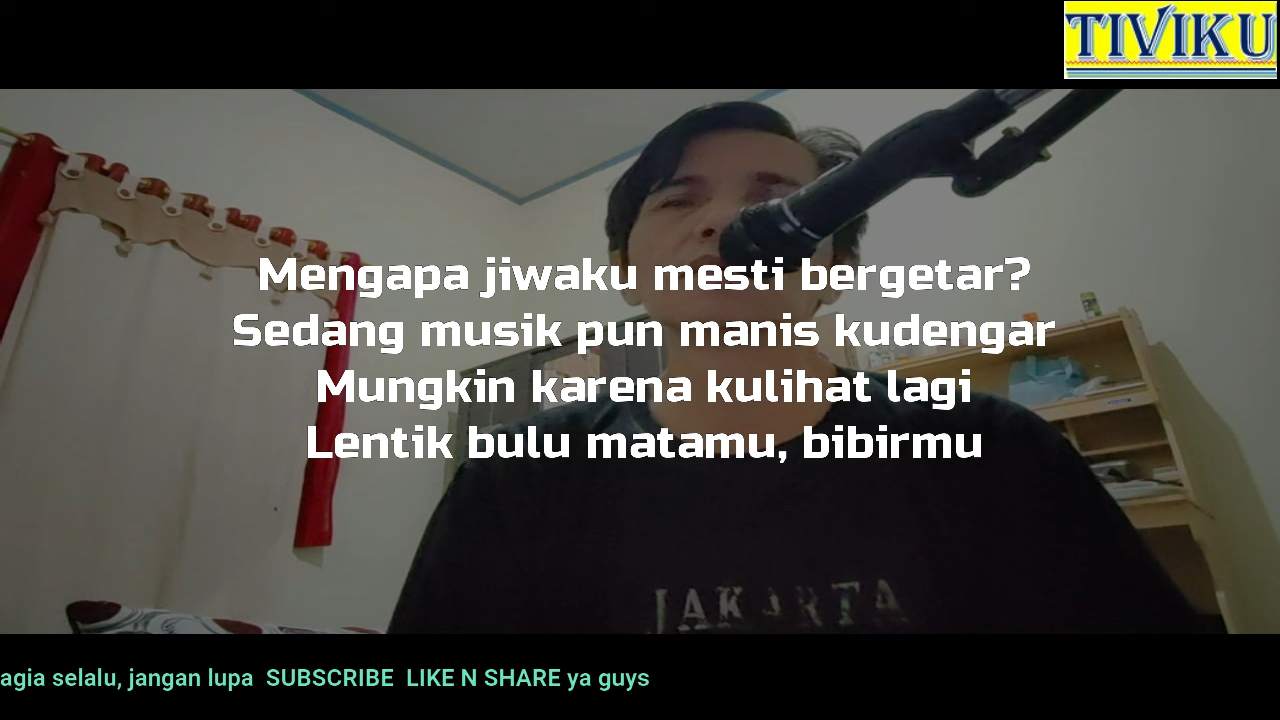 TIVIKU
Mengapa jiwaku mesti bergetar?
Sedang musik pun manis kudengar
Mungkin karena kulihat lagi
Lentik bulu matamu, bibirmu
JAKARTA
agia selalu, jangan lupa SUBSCRIBE LIKE N SHARE ya guys